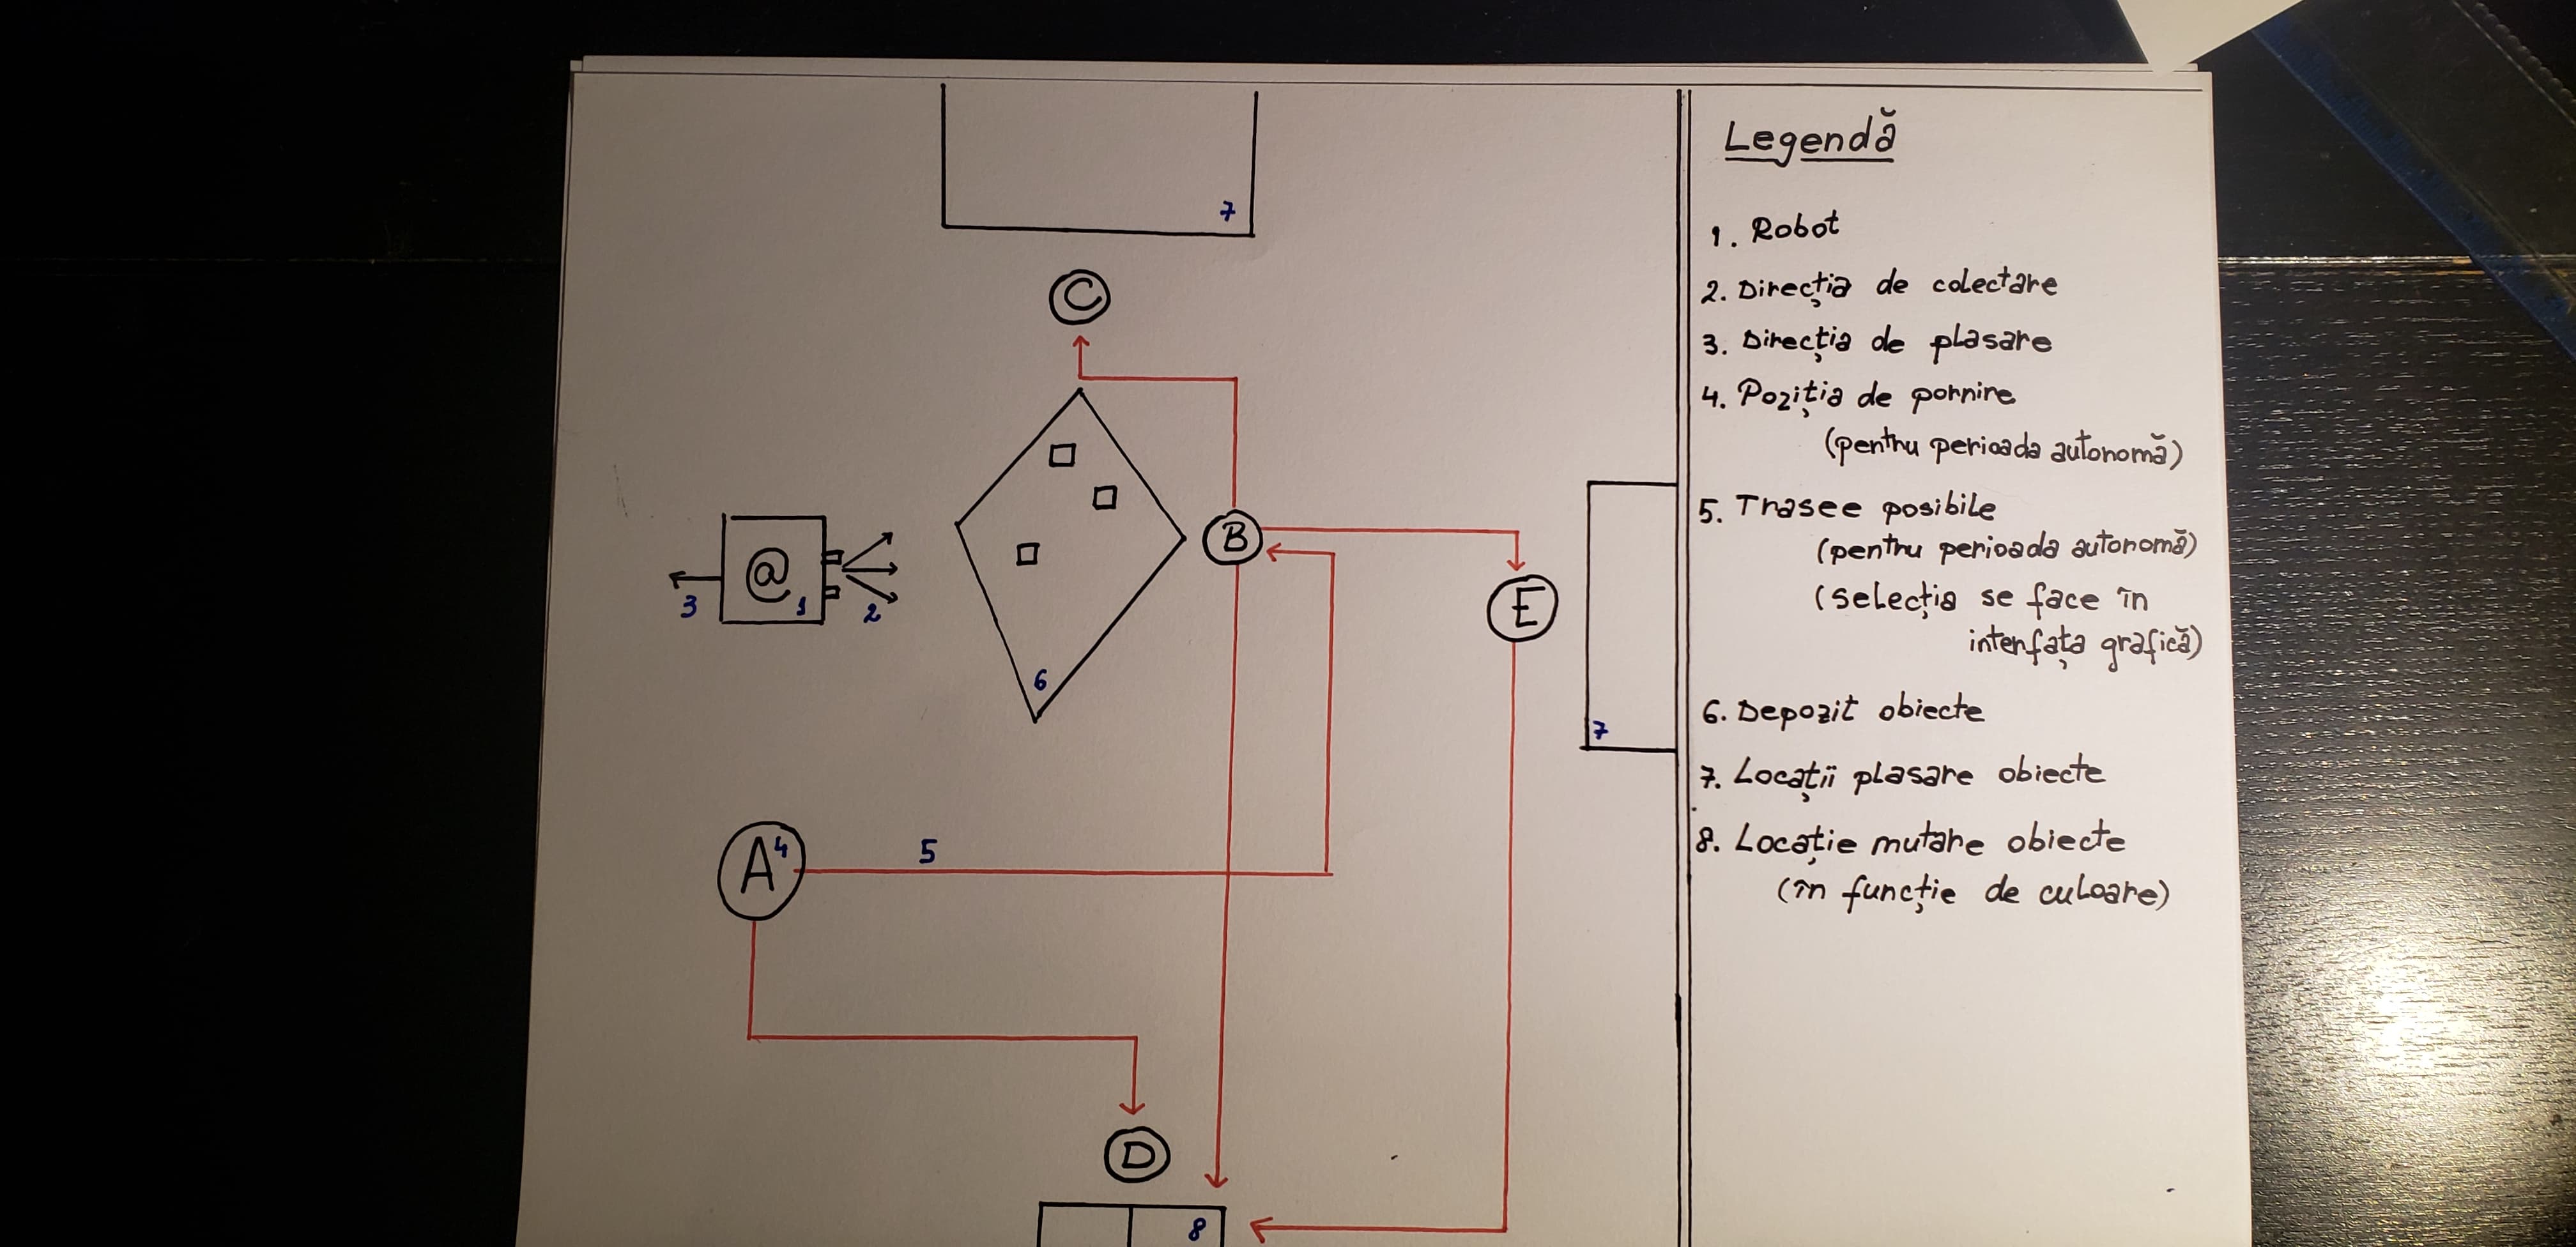 7
C
@
1
2
3
6
B
E
7
A
4
5
D
8
Legendă
1. Robot
2. Direcția de colectare
3. Direcția de plasare
4. Poziția de pornire
(pentru perioada autonomă)
5. Trasee posibile
(pentru perioada autonomă)
(selecția se face în
interfața grafică)
6. Depozit obiecte
7. Locații plasare obiecte
8. Locație mutare obiecte
(în funcție de culoare)